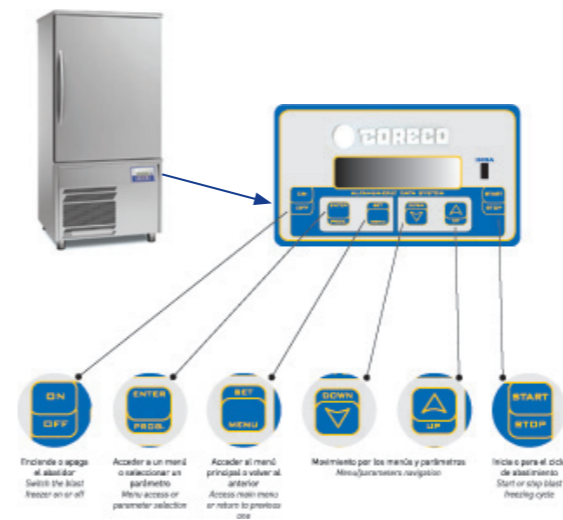 CORECO
ON
OFF
ENTER
PROG.
SET
MENU
DOWN
UP
START
STOP
ON
OFF
ENTER
PROG.
SET
MENU
DOWN
UP
START
STOP
Enciende o apaga
el abatidor
Switch the blast
freezer on or off
Acceder a un menú
o seleccionar un
parámetro
Menu access or
parameter selection
Acceder al menú
principal o volver al
anterior
Access main menu
or return to previous
one
Movimiento por los menús y parámetros
Menu/parameters navigation
Inicia o para el ciclo
de abatimiento
Start or stop blast
freezing cycle